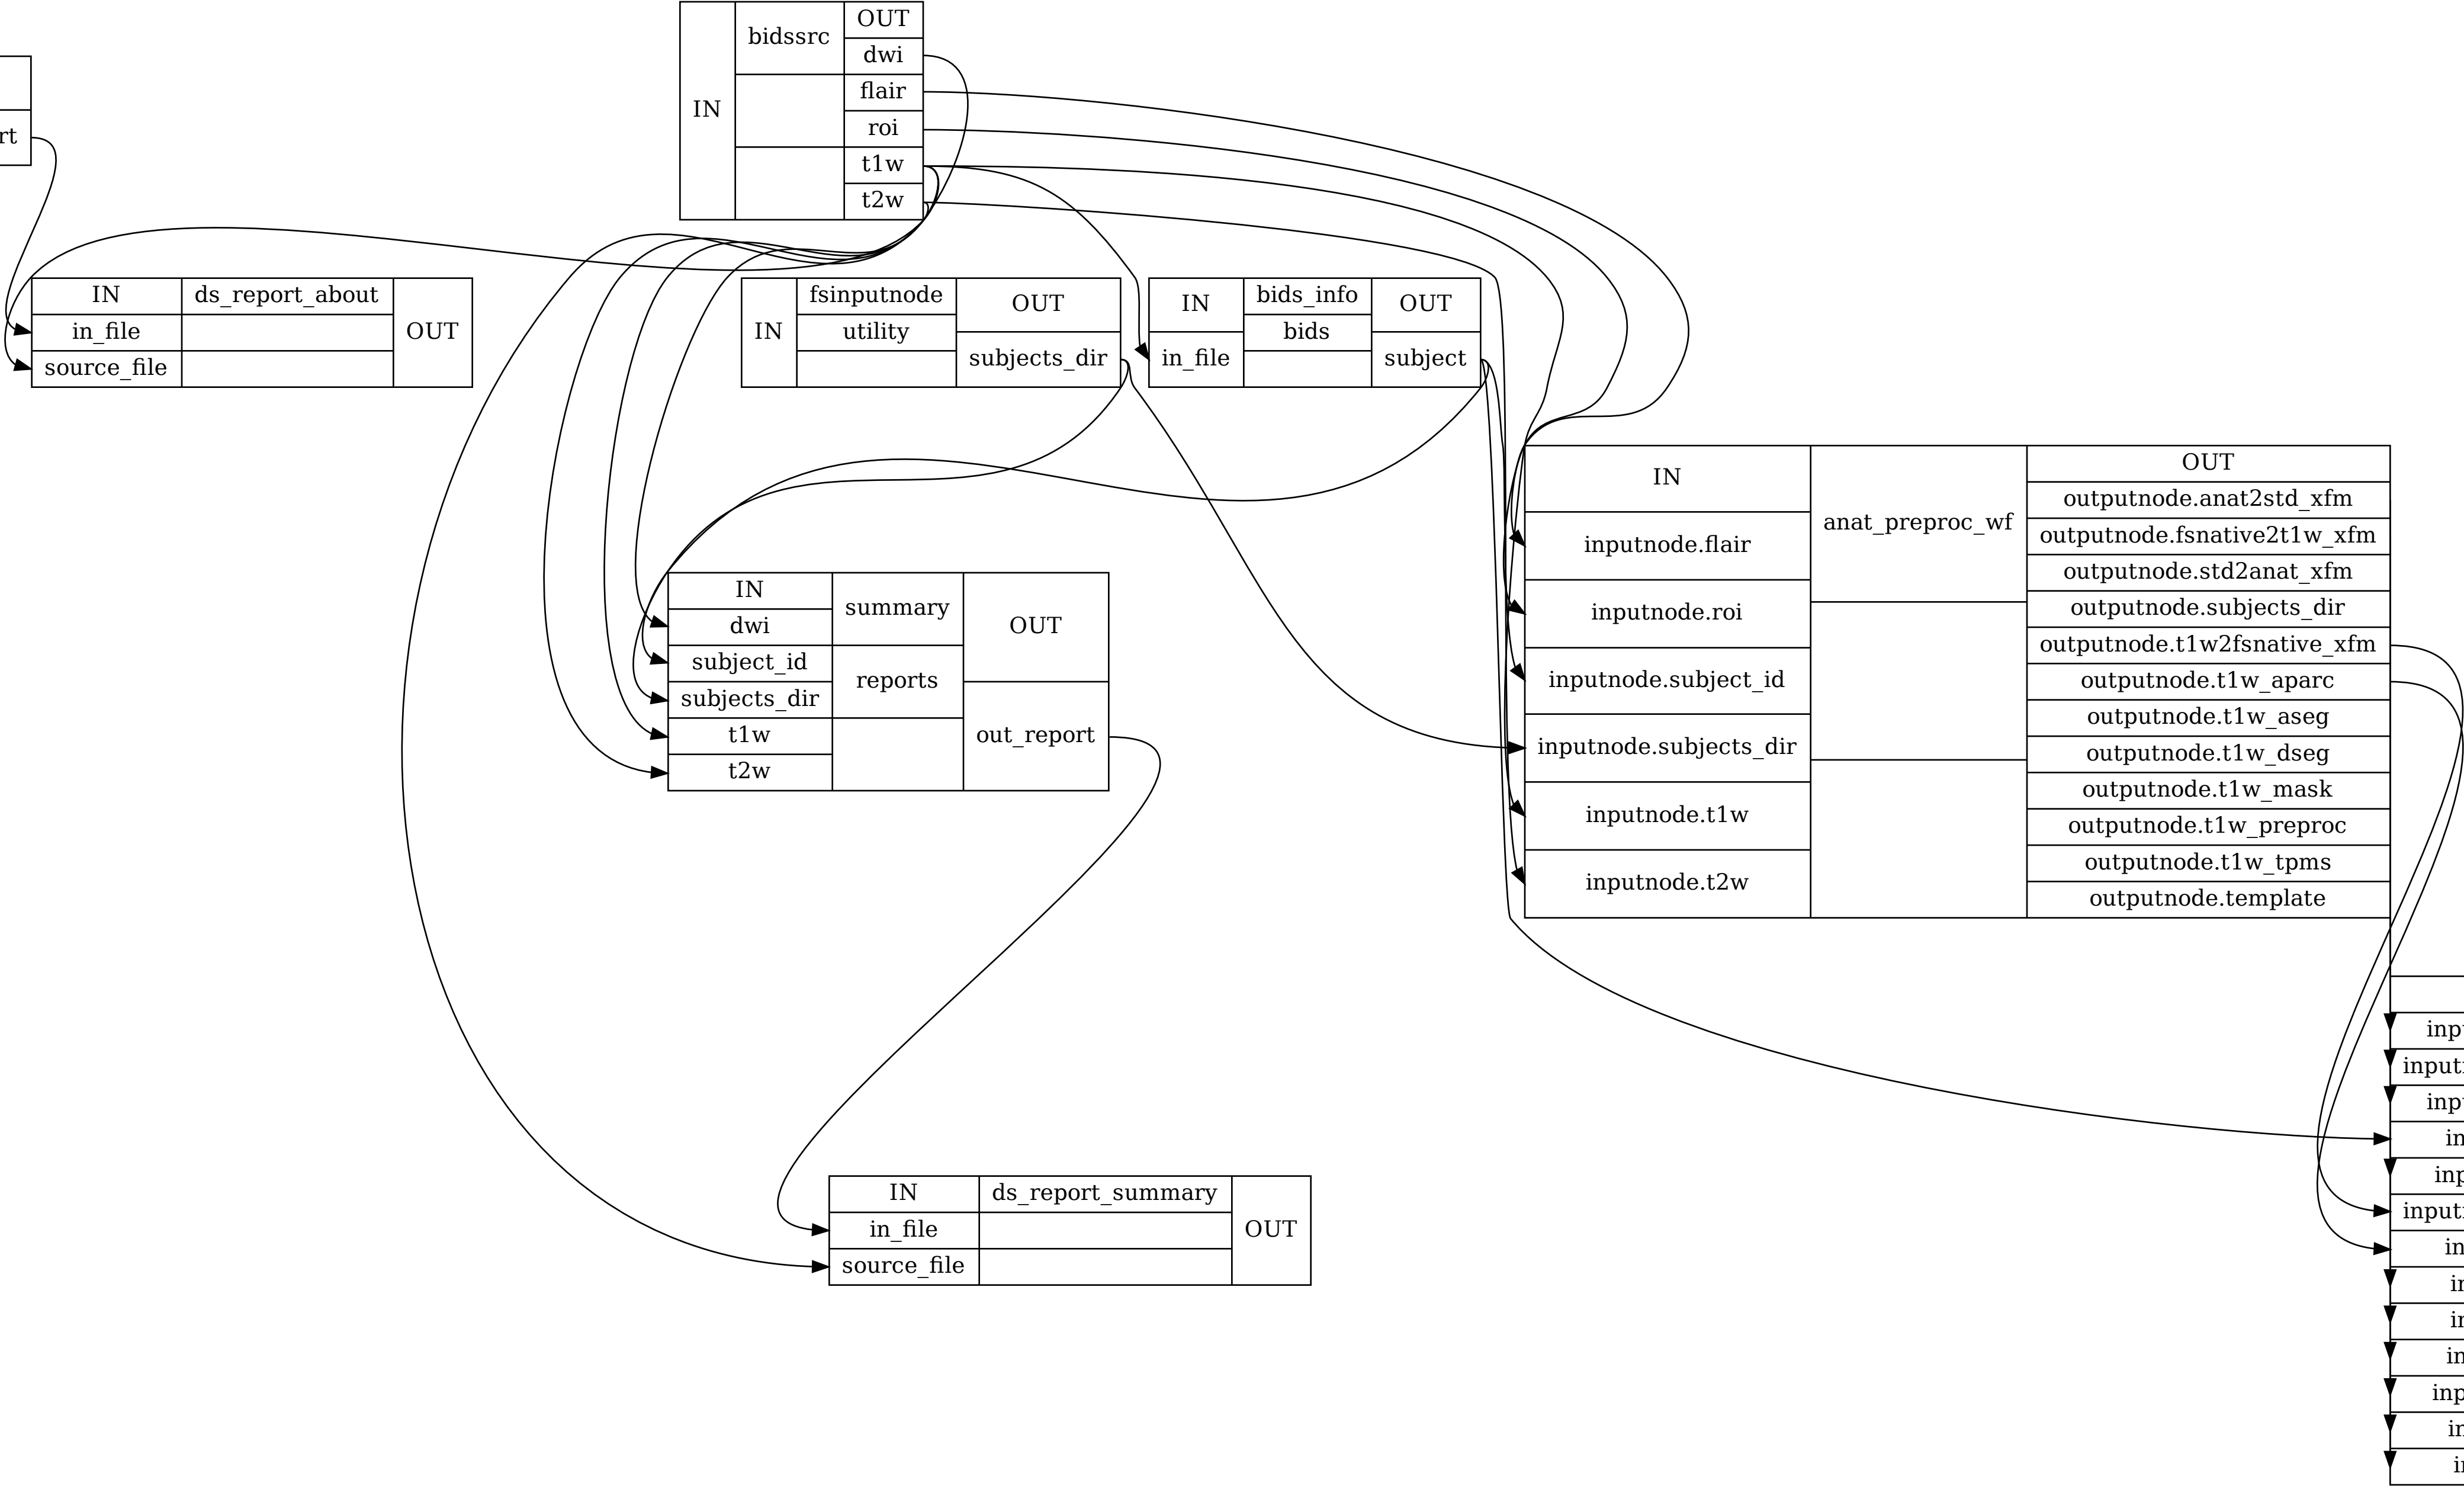 rt
IN
bidssrc
OUT
dwi
flair
roi
t1w
t2w
IN
in_file
source_file
ds_report_about
OUT
IN
fsinputnode
utility
OUT
subjects_dir
IN
in_file
bids_info
bids
OUT
subject
IN
dwi
subject_id
subjects_dir
t1w
t2w
summary
reports
OUT
out_report
IN
inputnode.flair
inputnode.roi
inputnode.subject_id
inputnode.subjects_dir
inputnode.t1w
inputnode.t2w
anat_preproc_wf
OUT
outputnode.anat2std_xfm
outputnode.fsnative2t1w_xfm
outputnode.std2anat_xfm
outputnode.subjects_dir
outputnode.t1w2fsnative_xfm
outputnode.t1w_aparc
outputnode.t1w_aseg
outputnode.t1w_dseg
outputnode.t1w_mask
outputnode.t1w_preproc
outputnode.t1w_tpms
outputnode.template
IN
in_file
source_file
ds_report_summary
OUT